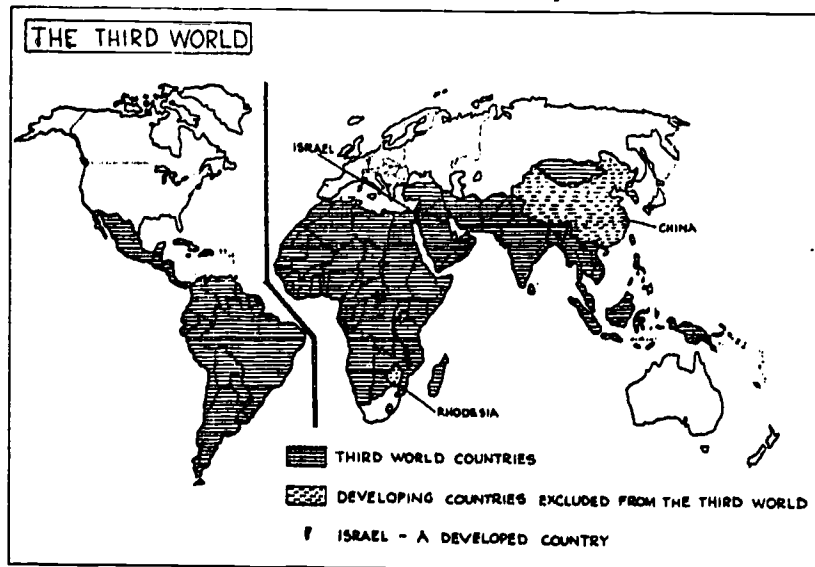 THE THIRD WORLD
ISRAEL
CHINA
RHODESIA
THIRD WORLD COUNTRIES
DEVELOPING COUNTRIES EXCLUDED FROM THE THIRD WORLD
ISRAEL - A DEVELOPED COUNTRY